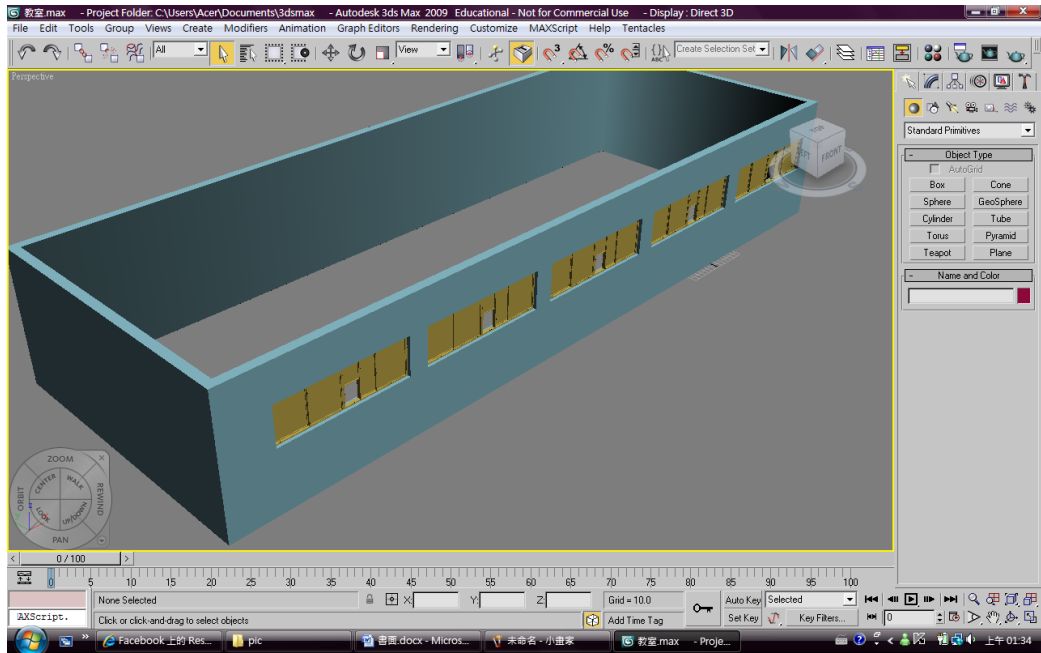 教室.max - Project Folder: C:\Users\Acer\Documents\3dsmax - Autodesk 3ds Max 2009 Educational - Not for Commercial Use - Display : Direct 3D
File Edit Tools Group Views Create Modifiers Animation Graph Editors Rendering Customize MAXScript Help Tentacles
All View Create Selection Set
Perspective
TOP
LEFT FRONT
Standard Primitives
- Object Type
AutoGrid
Box Cone
Sphere GeoSphere
Cylinder Tube
Torus Pyramid
Teapot Plane
- Name and Color
ZOOM
CENTER WALK
ORBIT REWIND
LOOK UP/DOWN
PAN
< 0 / 100 >
0 5 10 15 20 25 30 35 40 45 50 55 60 65 70 75 80 85 90 95 100
None Selected X: Y: Z: Grid = 10.0 Auto Key Selected
AXScript. Click or click-and-drag to select objects Add Time Tag Set Key Key Filters... 0
Facebook 上的 Res... pic 書面.docx - Micros... 未命名 - 小畫家 教室.max - Proje... 上午 01:34